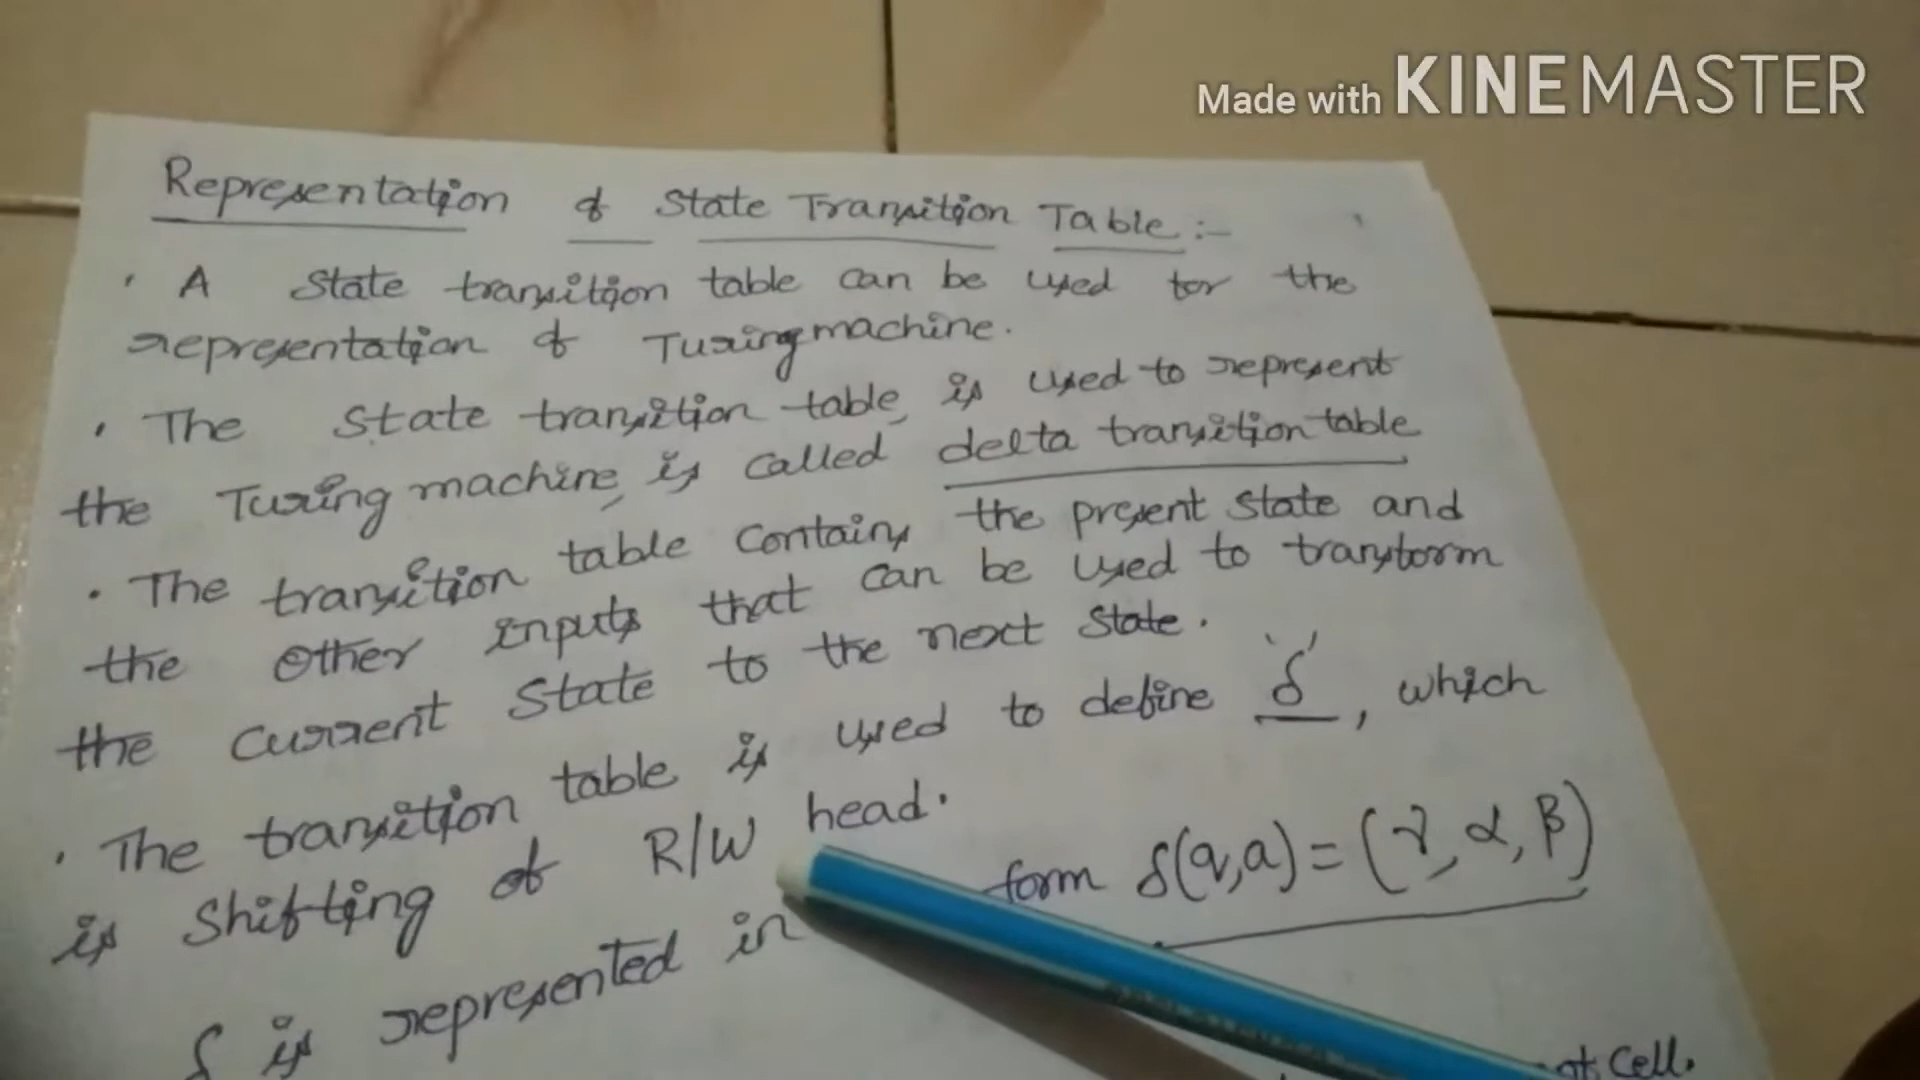 Made with KINEMASTER
Representation of State Transition Table :-
· A State transition table can be used for the
representation of Turing machine.
· The State transition table is used to represent
the Turing machine is called delta transition table
· The transition table contains the present state and
the other inputs that can be used to transform
the current state to the next state.
· The transition table is used to define 'δ', which
is shifting of R/W head.
δ is represented in form δ(q,a) = (γ, α, β)
cell.